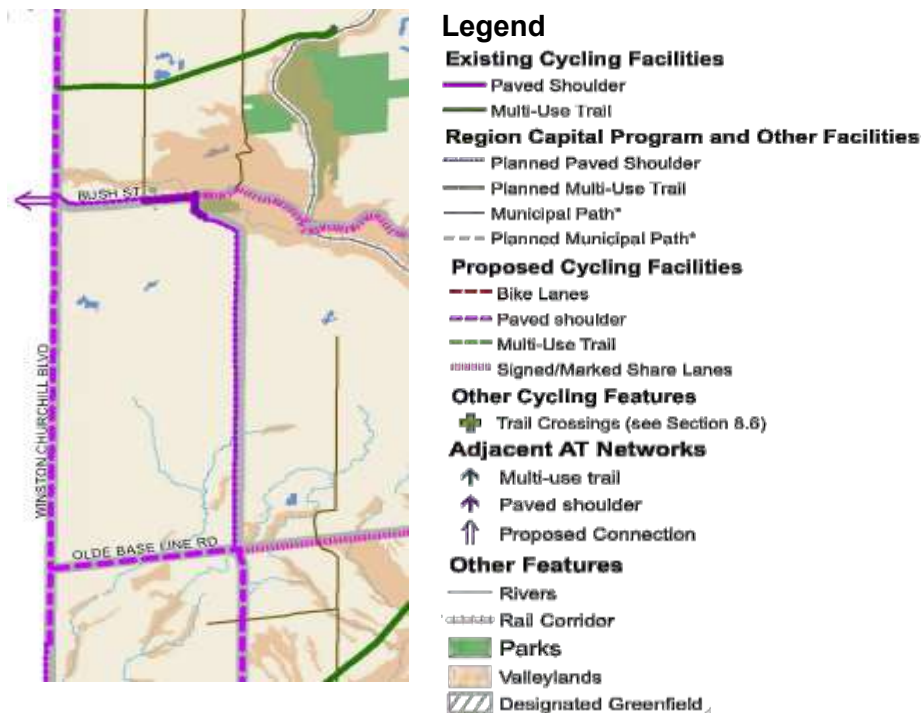 BUSH ST
WINSTON CHURCHILL BLVD
OLDE BASE LINE RD
Legend
Existing Cycling Facilities
Paved Shoulder
Multi-Use Trail
Region Capital Program and Other Facilities
Planned Paved Shoulder
Planned Multi-Use Trail
Municipal Path*
Planned Municipal Path*
Proposed Cycling Facilities
Bike Lanes
Paved shoulder
Multi-Use Trail
Signed/Marked Share Lanes
Other Cycling Features
Trail Crossings (see Section 8.6)
Adjacent AT Networks
Multi-use trail
Paved shoulder
Proposed Connection
Other Features
Rivers
Rail Corridor
Parks
Valleylands
Designated Greenfield